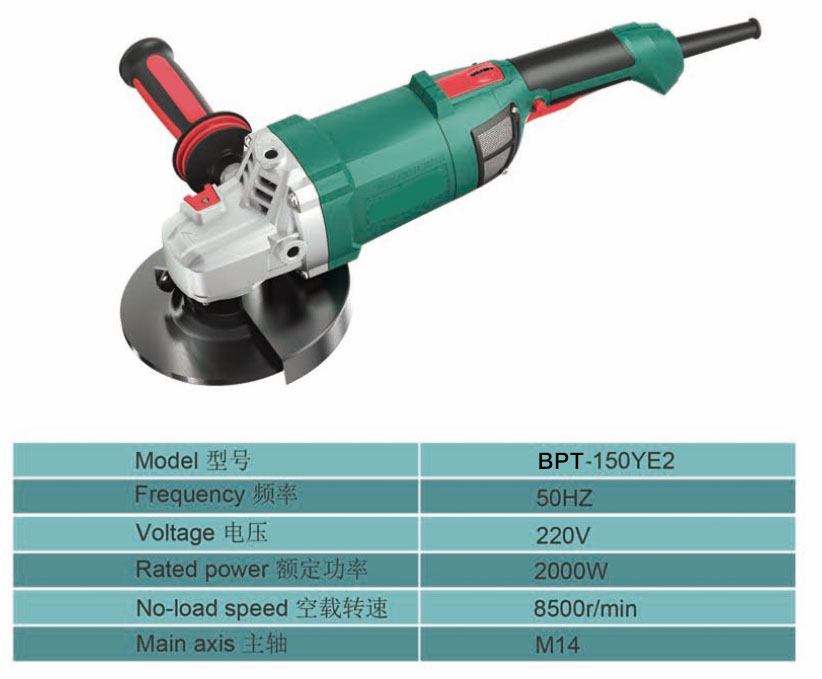 Model 型号 BPT-150YE2
Frequency 频率 50HZ
Voltage 电压 220V
Rated power 额定功率 2000W
No-load speed 空载转速 8500r/min
Main axis 主轴 M14